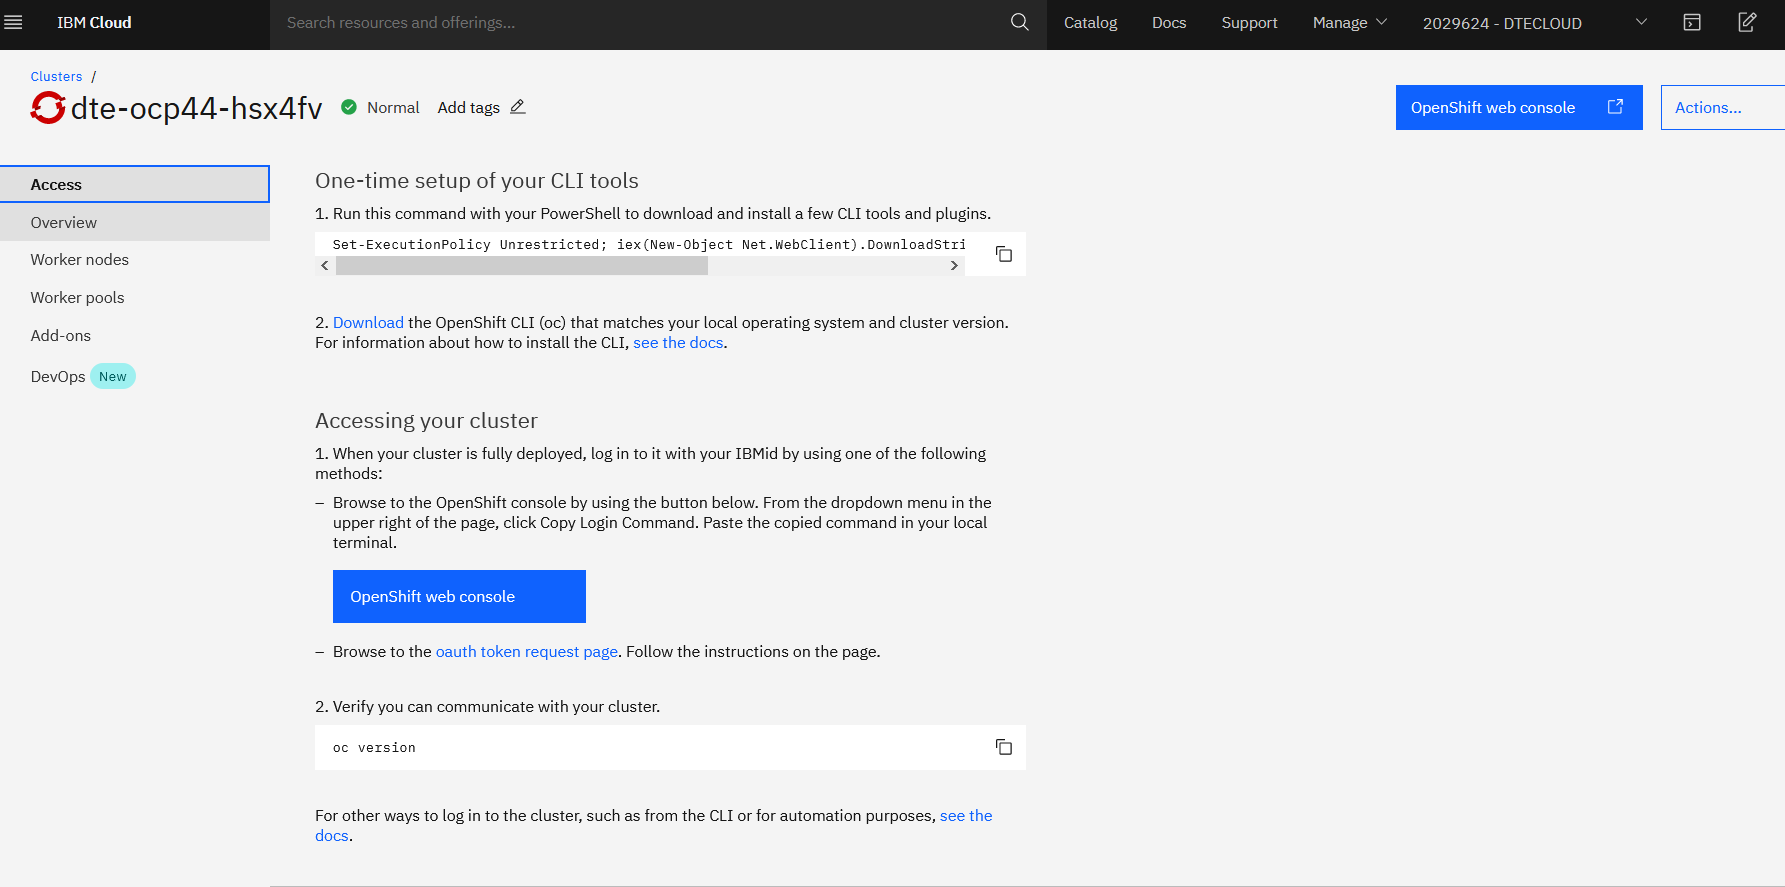 IBM Cloud
Search resources and offerings...
Catalog
Docs
Support
Manage
2029624 - DTECLOUD
Clusters /
dte-ocp44-hsx4fv
Normal
Add tags
OpenShift web console
Actions...
Access
Overview
Worker nodes
Worker pools
Add-ons
DevOps New
One-time setup of your CLI tools
1. Run this command with your PowerShell to download and install a few CLI tools and plugins.
Set-ExecutionPolicy Unrestricted; iex(New-Object Net.WebClient).DownloadStri
2. Download the OpenShift CLI (oc) that matches your local operating system and cluster version.
For information about how to install the CLI, see the docs.
Accessing your cluster
1. When your cluster is fully deployed, log in to it with your IBMid by using one of the following
methods:
– Browse to the OpenShift console by using the button below. From the dropdown menu in the
upper right of the page, click Copy Login Command. Paste the copied command in your local
terminal.
OpenShift web console
– Browse to the oauth token request page. Follow the instructions on the page.
2. Verify you can communicate with your cluster.
oc version
For other ways to log in to the cluster, such as from the CLI or for automation purposes, see the
docs.